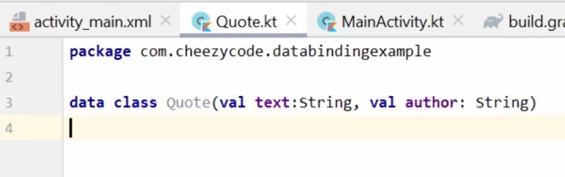 activity_main.xml Quote.kt MainActivity.kt build.gra
1 package com.cheezycode.databindingexample
2
3 data class Quote(val text:String, val author: String)
4